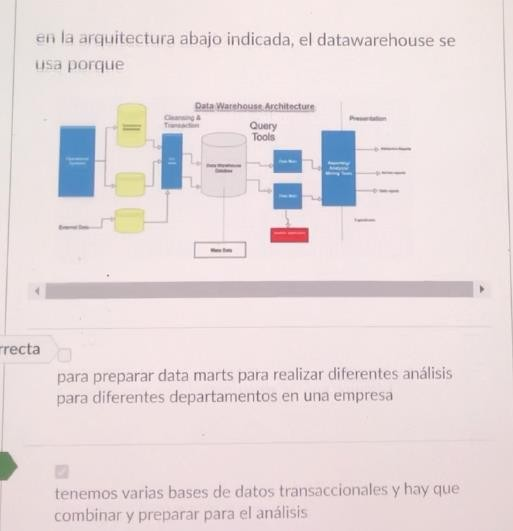 en la arquitectura abajo indicada, el datawarehouse se
usa porque
Data Warehouse Architecture
Cleansing &
Transaction
Query
Tools
Presentation
External Data
Data Warehouse
Database
Data Mart
Data Mart
Reporting/
Analysis/
Mining Tools
Meta Data
rrecta
para preparar data marts para realizar diferentes análisis
para diferentes departamentos en una empresa
tenemos varias bases de datos transaccionales y hay que
combinar y preparar para el análisis